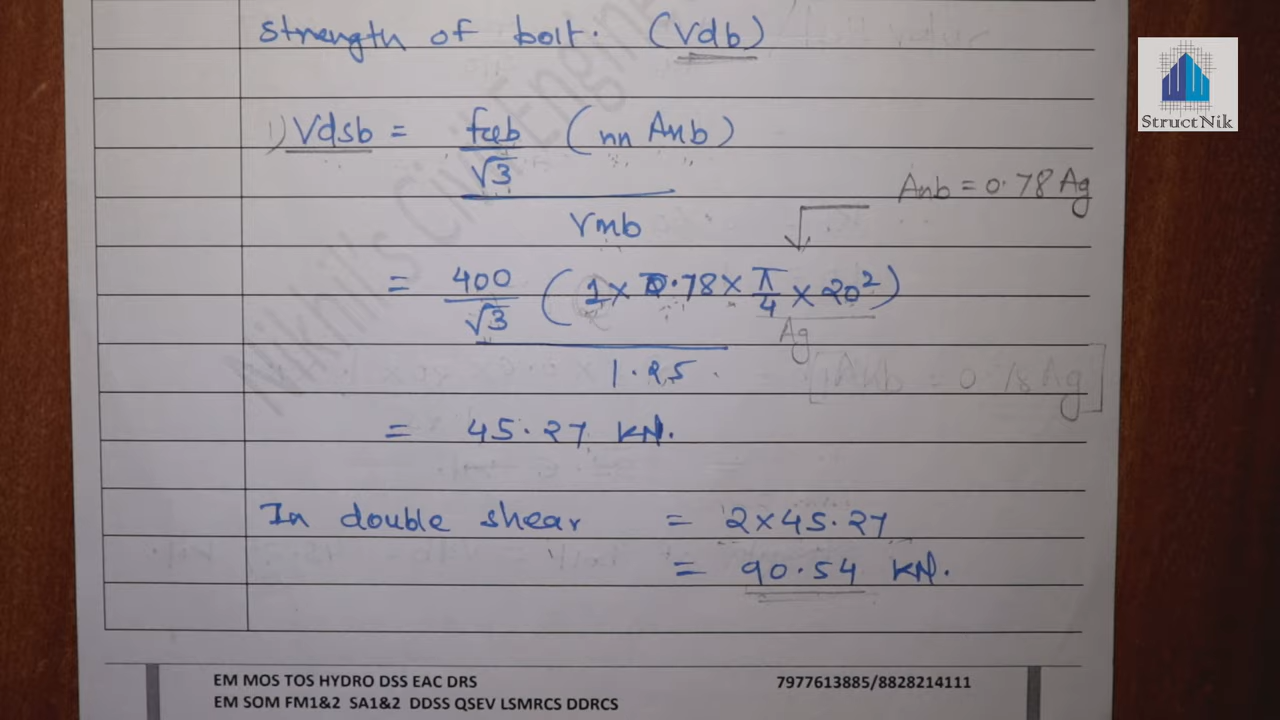 Strength of bolt. (Vdb)
StructNik
1) Vdsb = fub/√3 (nn Anb)
γmb
Anb = 0.78 Ag
= 400/√3 (1 × 0.78 × π/4 × 20²)
Ag
1.25
[Anb = 0.78 Ag]
= 45.27 KN.
In double shear = 2×45.27
= 90.54 KN.
EM MOS TOS HYDRO DSS EAC DRS 7977613885/8828214111
EM SOM FM1&2 SA1&2 DDSS QSEV LSMRCS DDRCS
Nikhil's Civil Engine